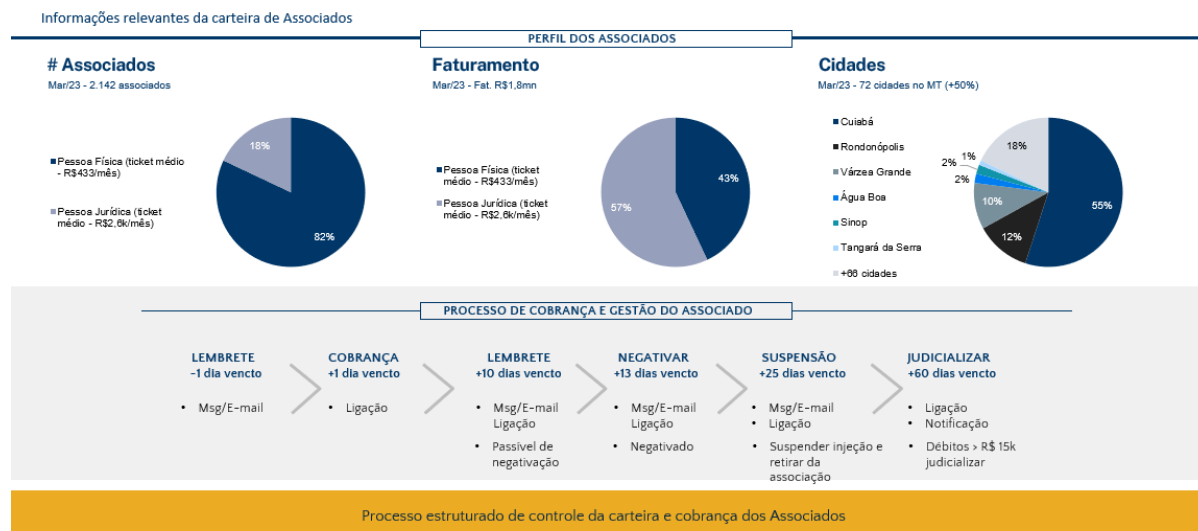 Informações relevantes da carteira de Associados
PERFIL DOS ASSOCIADOS
# Associados
Mar/23 - 2.142 associados
Pessoa Física (ticket médio
- R$433/mês)
Pessoa Jurídica (ticket
médio - R$2,6k/mês)
18%
82%
Faturamento
Mar/23 - Fat. R$1,8mn
Pessoa Física (ticket
médio - R$433/mês)
Pessoa Jurídica (ticket
médio - R$2,6k/mês)
43%
57%
Cidades
Mar/23 - 72 cidades no MT (+50%)
Cuiabá
Rondonópolis
Várzea Grande
Água Boa
Sinop
Tangará da Serra
+66 cidades
18%
1%
2%
2%
10%
12%
55%
PROCESSO DE COBRANÇA E GESTÃO DO ASSOCIADO
LEMBRETE
-1 dia vencto
• Msg/E-mail
COBRANÇA
+1 dia vencto
• Ligação
LEMBRETE
+10 dias vencto
• Msg/E-mail
Ligação
• Passível de
negativação
NEGATIVAR
+13 dias vencto
• Msg/E-mail
Ligação
• Negativado
SUSPENSÃO
+25 dias vencto
• Msg/E-mail
• Ligação
• Suspender injeção e
retirar da
associação
JUDICIALIZAR
+60 dias vencto
• Ligação
• Notificação
• Débitos > R$ 15k
judicializar
Processo estruturado de controle da carteira e cobrança dos Associados